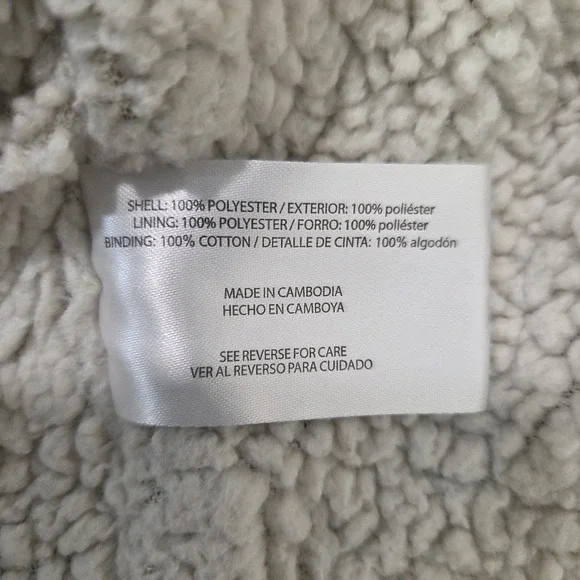 SHELL: 100% POLYESTER / EXTERIOR: 100% poliéster
LINING: 100% POLYESTER / FORRO: 100% poliéster
BINDING: 100% COTTON / DETALLE DE CINTA: 100% algodón
MADE IN CAMBODIA
HECHO EN CAMBOYA
SEE REVERSE FOR CARE
VER AL REVERSO PARA CUIDADO